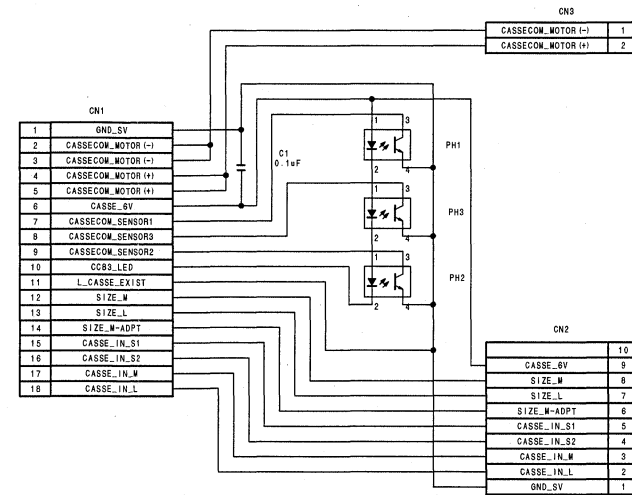 CN3
CASSECOM_MOTOR (-) 1
CASSECOM_MOTOR (+) 2
CN1
1 GND_SV
2 CASSECOM_MOTOR (-)
3 CASSECOM_MOTOR (-)
4 CASSECOM_MOTOR (+)
5 CASSECOM_MOTOR (+)
6 CASSE_6V
7 CASSECOM_SENSOR1
8 CASSECOM_SENSOR3
9 CASSECOM_SENSOR2
10 CC83_LED
11 L_CASSE_EXIST
12 SIZE_M
13 SIZE_L
14 SIZE_M-ADPT
15 CASSE_IN_S1
16 CASSE_IN_S2
17 CASSE_IN_M
18 CASSE_IN_L
C1
0.1uF
1 3
PH1
2 4
1 3
PH3
2 4
1 3
PH2
2 4
CN2
10
CASSE_6V 9
SIZE_M 8
SIZE_L 7
SIZE_M-ADPT 6
CASSE_IN_S1 5
CASSE_IN_S2 4
CASSE_IN_M 3
CASSE_IN_L 2
GND_SV 1